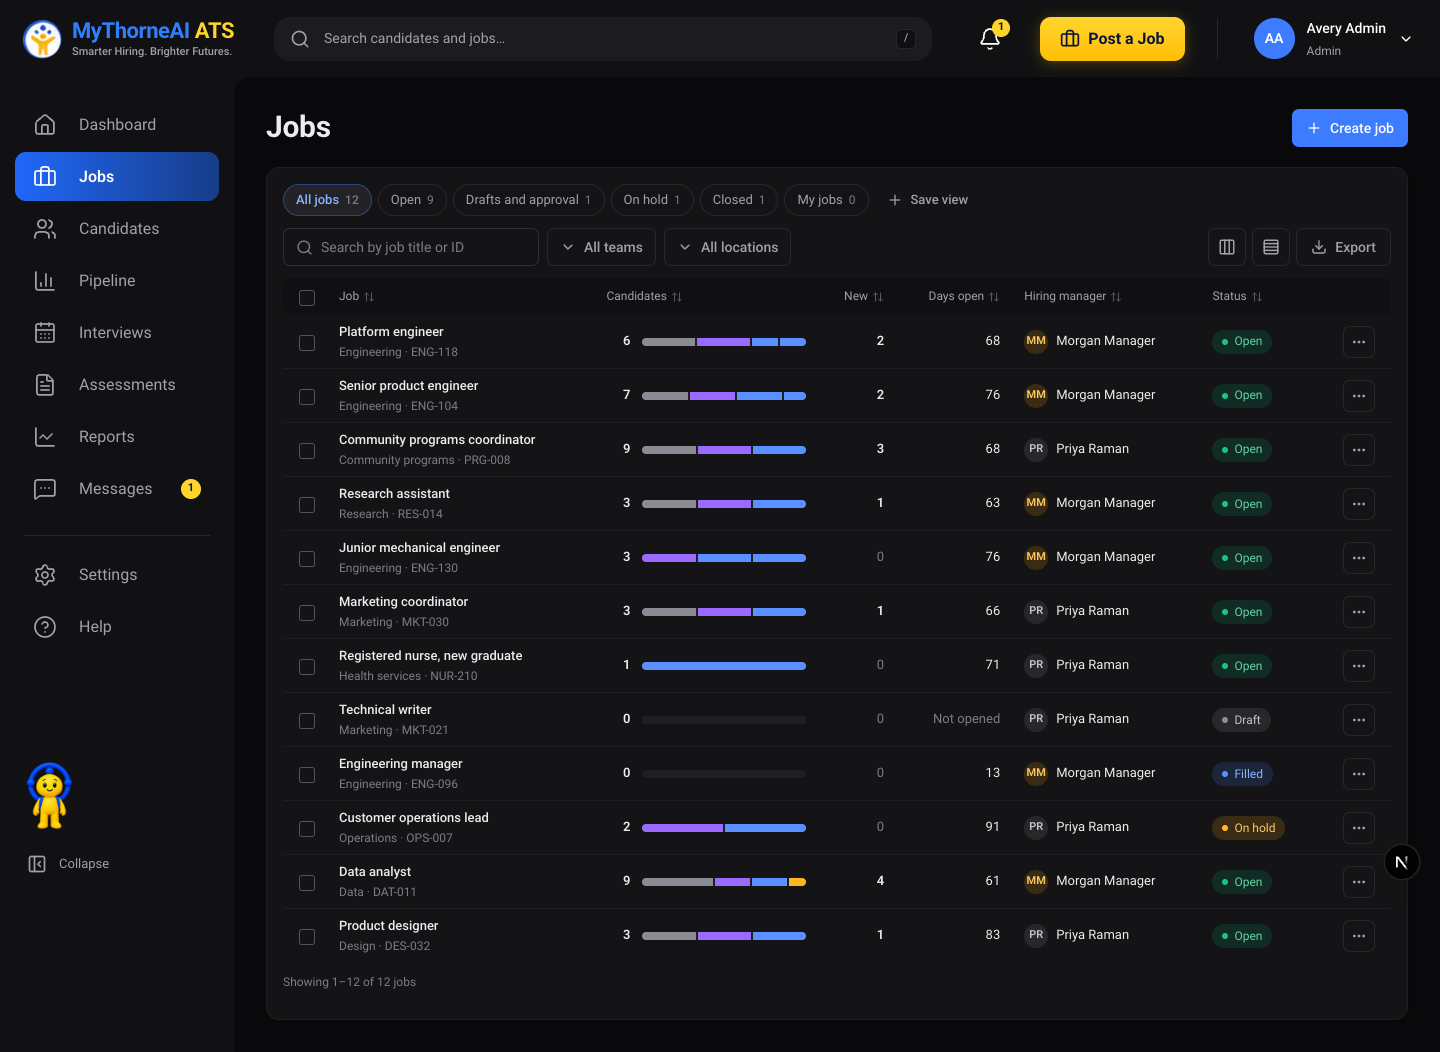 MyThorneAI ATS
Smarter Hiring. Brighter Futures.
Search candidates and jobs…
/
1
Post a Job
AA
Avery Admin
Admin
Dashboard
Jobs
Candidates
Pipeline
Interviews
Assessments
Reports
Messages 1
Settings
Help
Collapse
Jobs
Create job
All jobs 12 Open 9 Drafts and approval 1 On hold 1 Closed 1 My jobs 0 Save view
Search by job title or ID All teams All locations Export
Job Candidates New Days open Hiring manager Status
Platform engineer
Engineering · ENG-118
6 2 68 MM Morgan Manager Open
Senior product engineer
Engineering · ENG-104
7 2 76 MM Morgan Manager Open
Community programs coordinator
Community programs · PRG-008
9 3 68 PR Priya Raman Open
Research assistant
Research · RES-014
3 1 63 MM Morgan Manager Open
Junior mechanical engineer
Engineering · ENG-130
3 0 76 MM Morgan Manager Open
Marketing coordinator
Marketing · MKT-030
3 1 66 PR Priya Raman Open
Registered nurse, new graduate
Health services · NUR-210
1 0 71 PR Priya Raman Open
Technical writer
Marketing · MKT-021
0 0 Not opened PR Priya Raman Draft
Engineering manager
Engineering · ENG-096
0 0 13 MM Morgan Manager Filled
Customer operations lead
Operations · OPS-007
2 0 91 PR Priya Raman On hold
Data analyst
Data · DAT-011
9 4 61 MM Morgan Manager Open
Product designer
Design · DES-032
3 1 83 PR Priya Raman Open
Showing 1–12 of 12 jobs
N